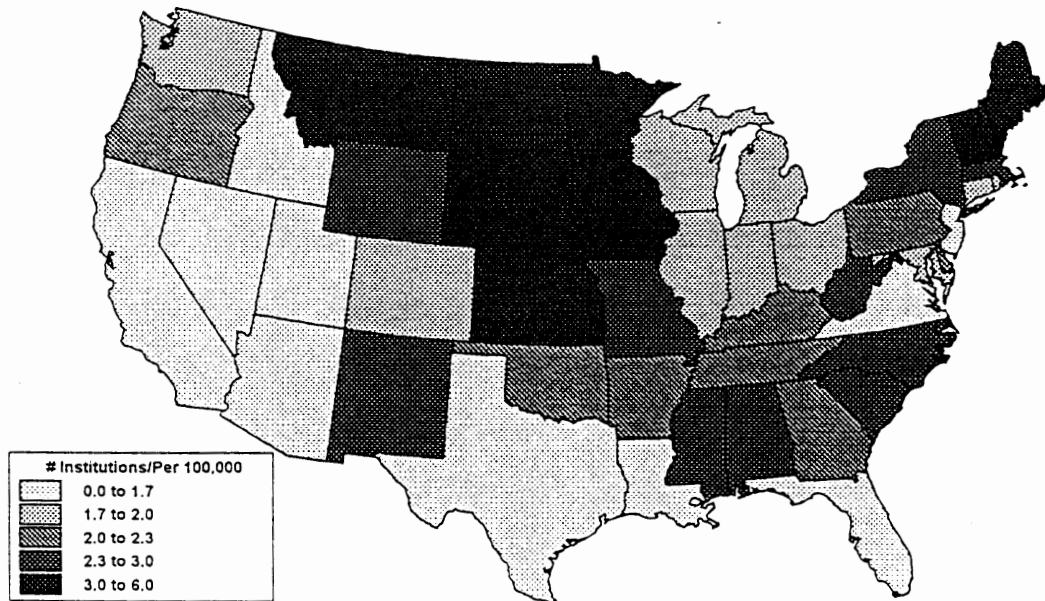 # Institutions/Per 100,000
0.0 to 1.7
1.7 to 2.0
2.0 to 2.3
2.3 to 3.0
3.0 to 6.0